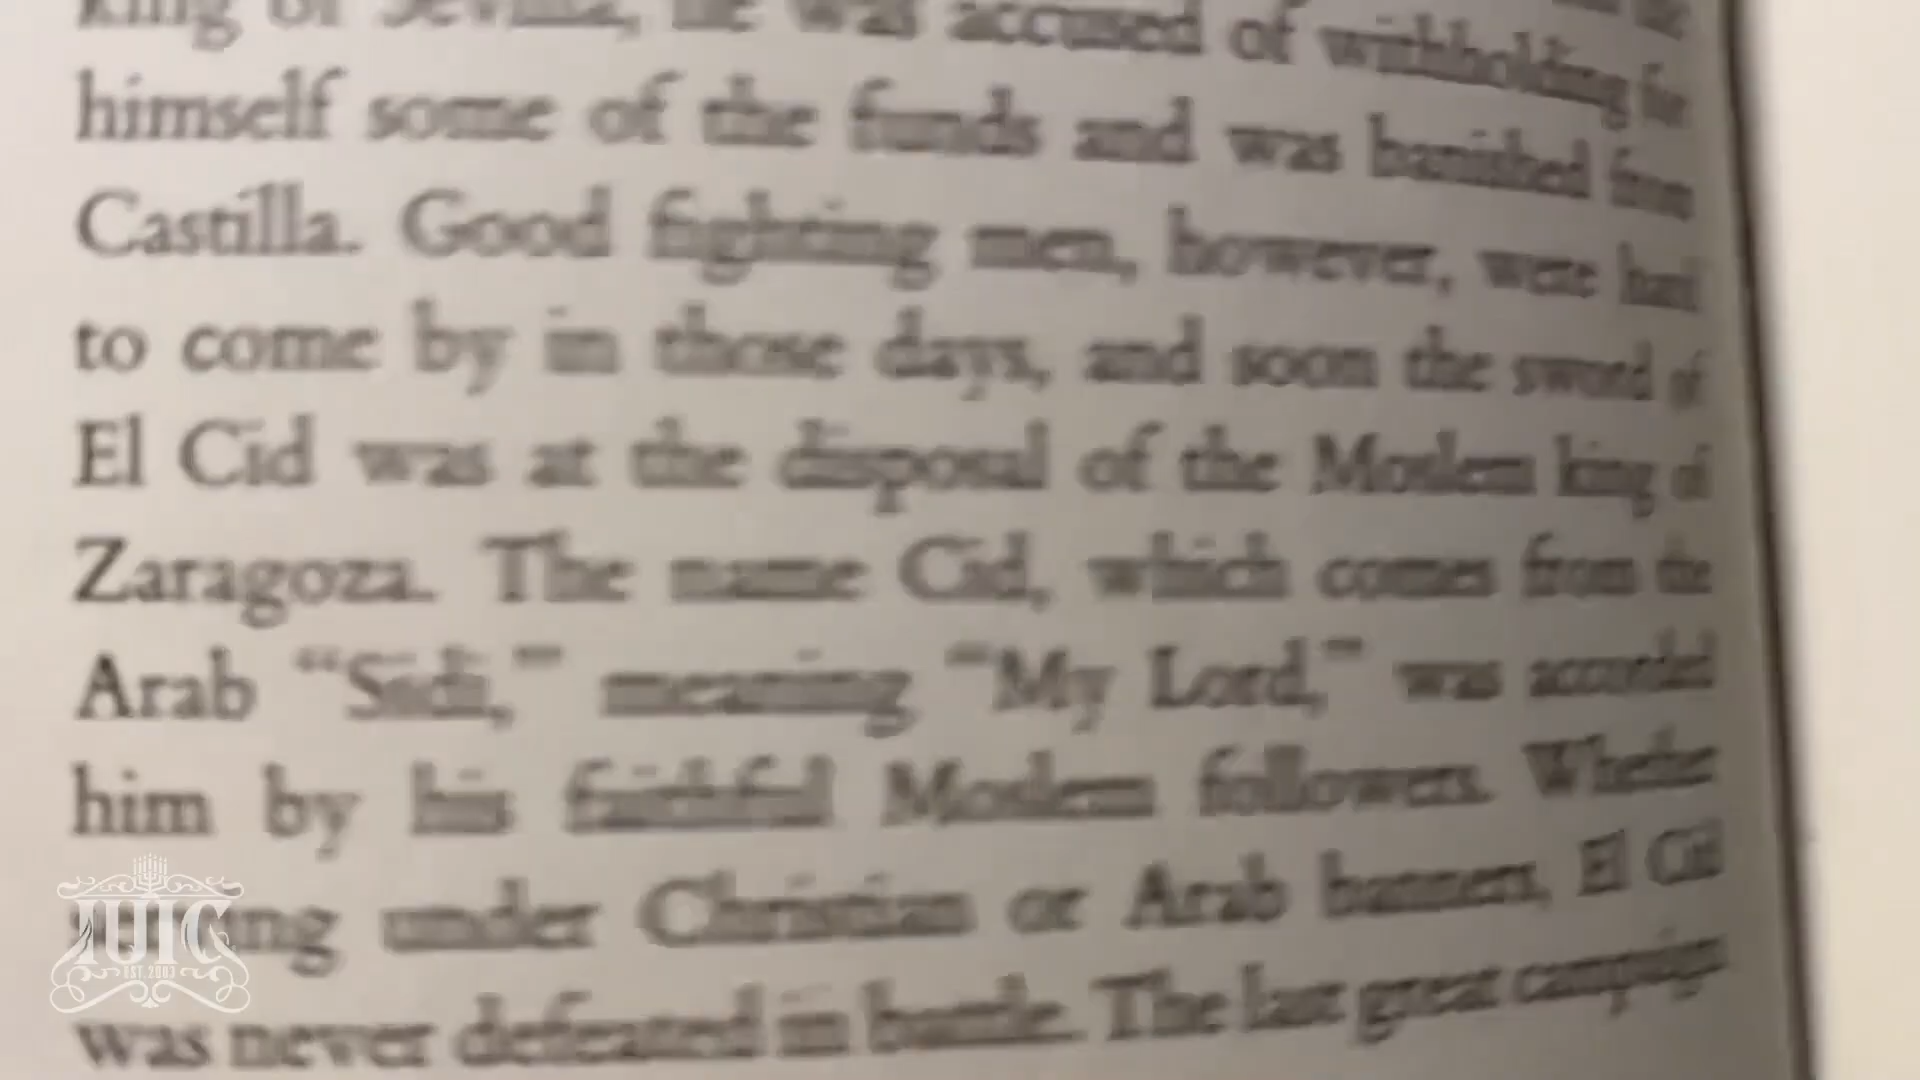 king of Sevilla, he was accused of withholding for
himself some of the funds and was banished from
Castilla. Good fighting men, however, were hard
to come by in those days, and soon the sword of
El Cid was at the disposal of the Moslem king of
Zaragoza. The name Cid, which comes from the
Arab “Sidi,” meaning “My Lord,” was accorded
him by his faithful Moslem followers. Whether
under Christian or Arab banners, El Cid
was never defeated in battle. The last great campaign
IUIC
EST. 2003